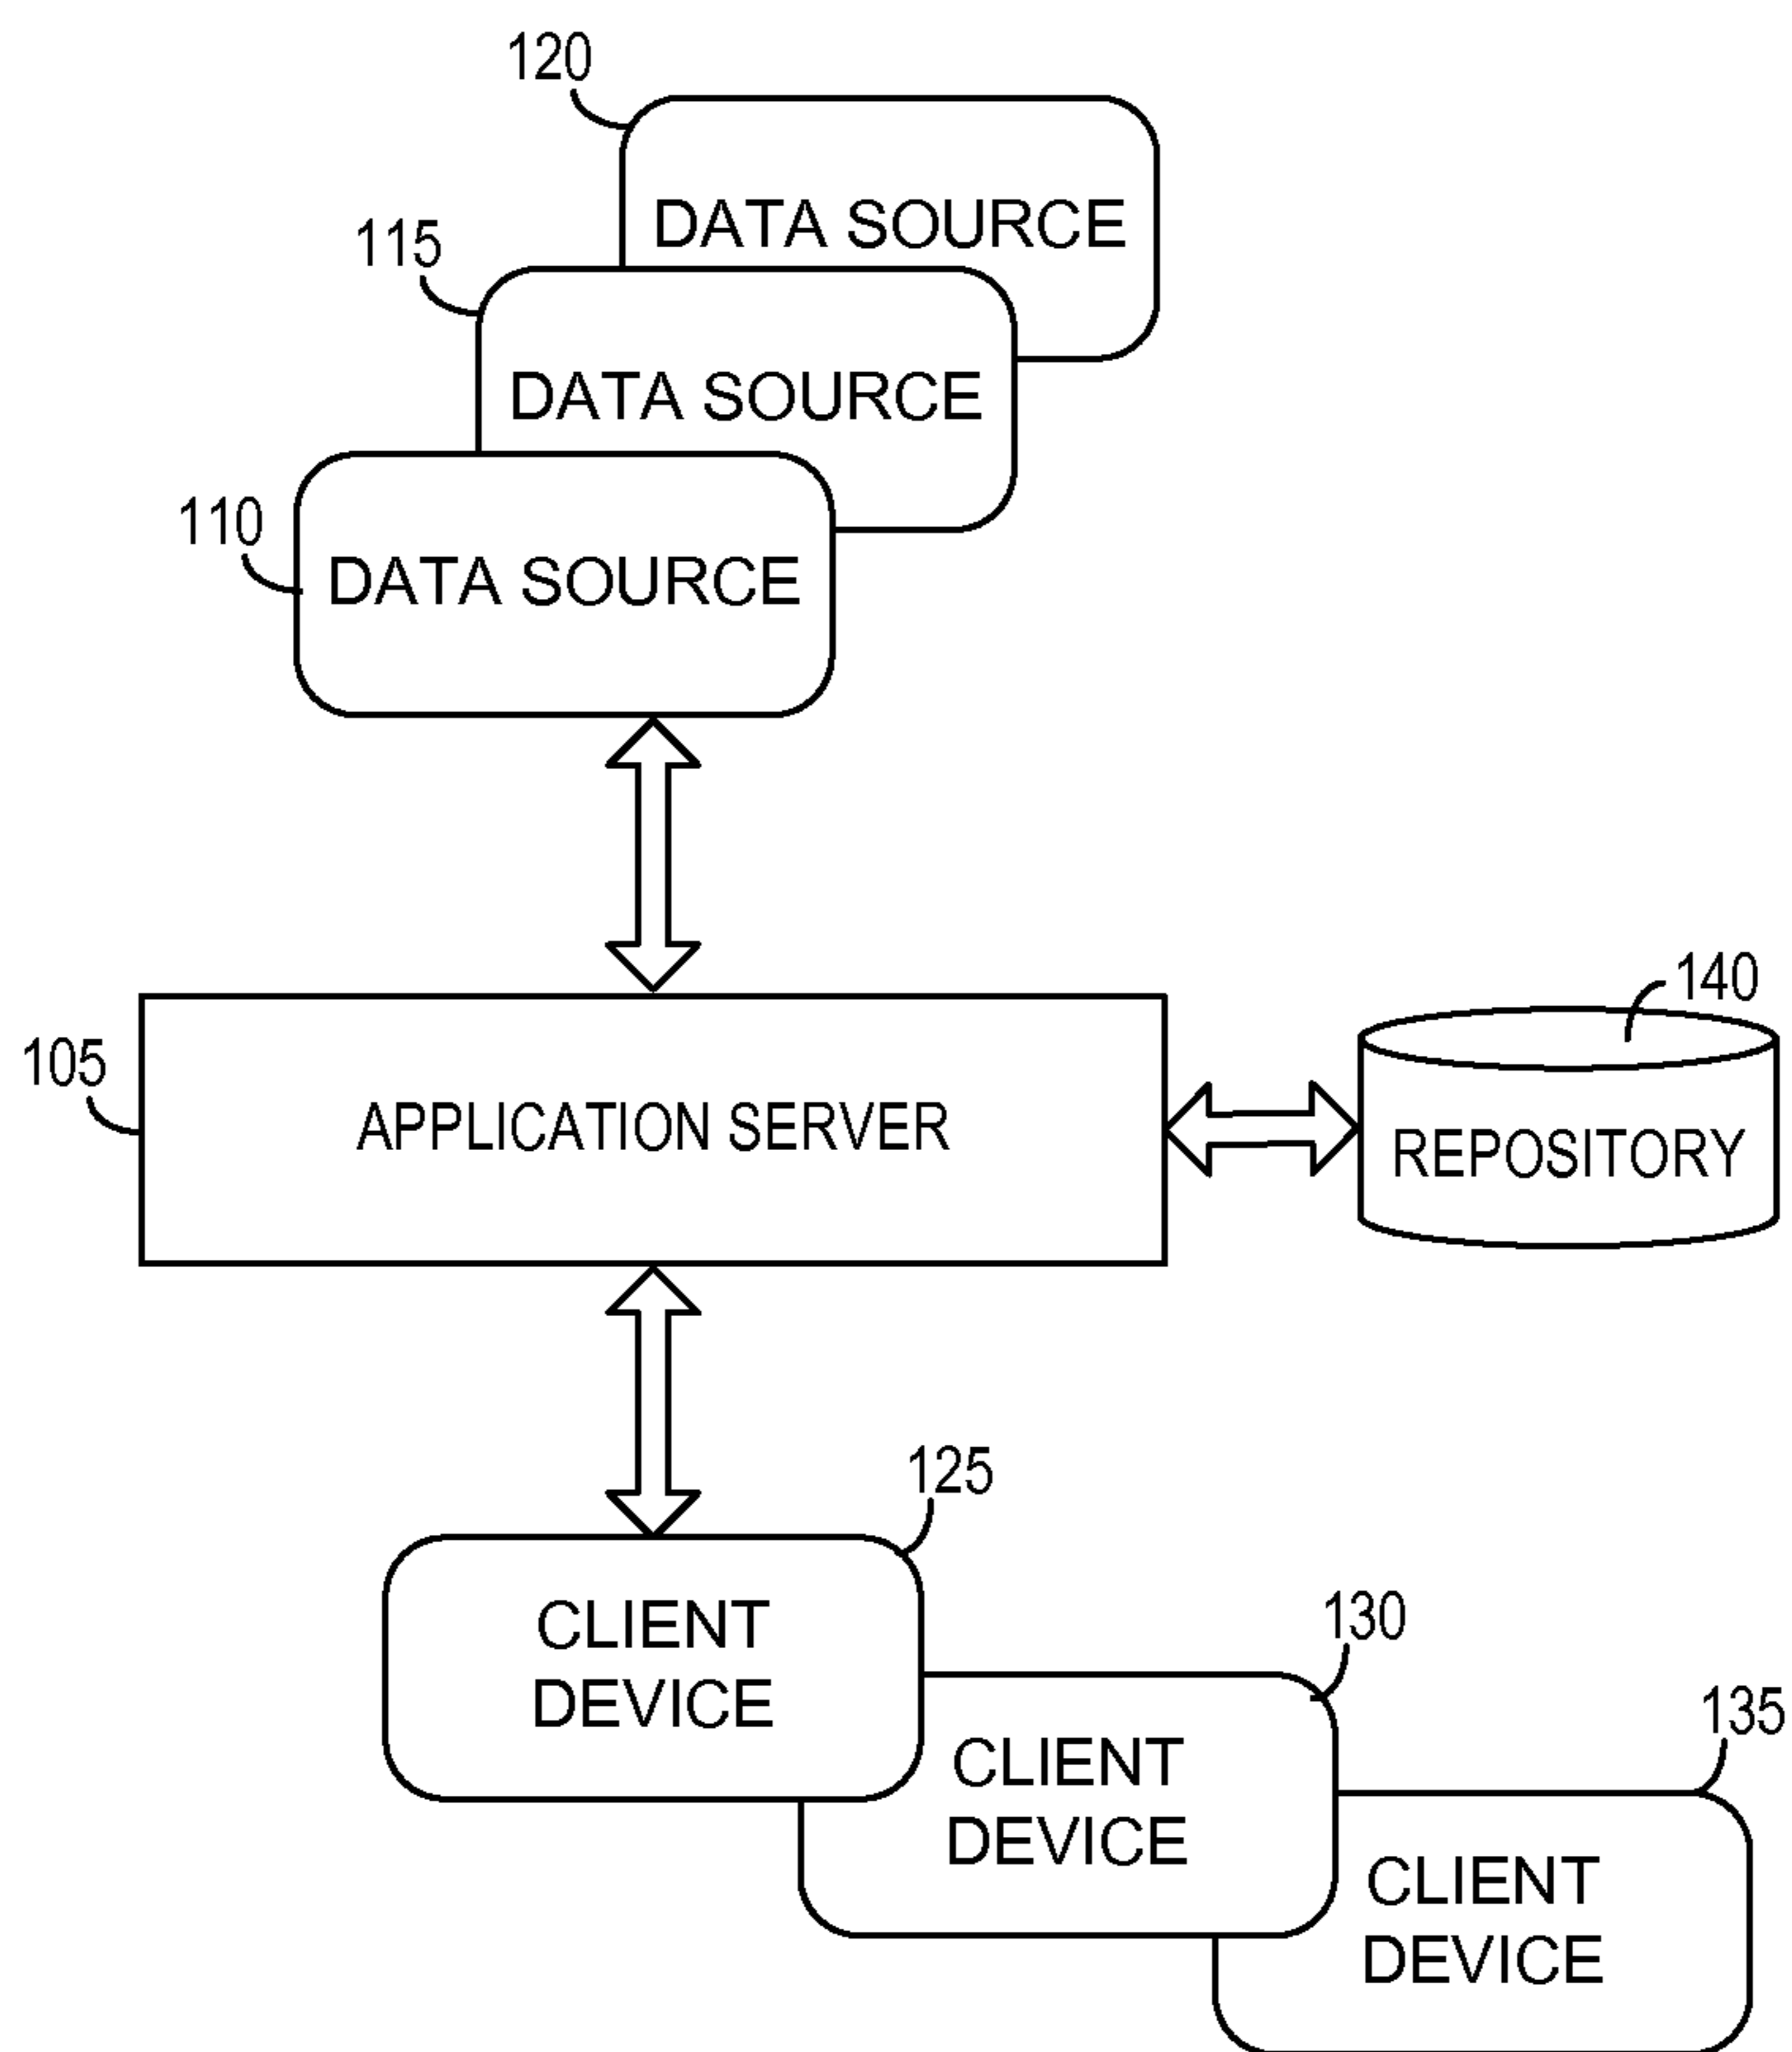 120
DATA SOURCE
115
DATA SOURCE
110
DATA SOURCE
140
105
APPLICATION SERVER
REPOSITORY
125
CLIENT
DEVICE
130
CLIENT
DEVICE
135
CLIENT
DEVICE